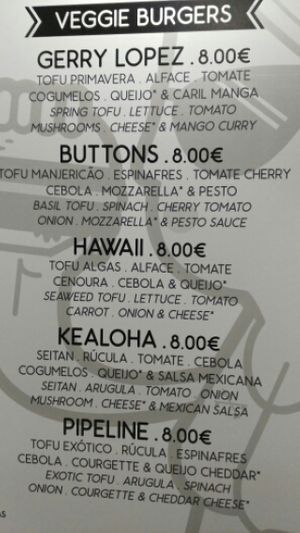 VEGGIE BURGERS
GERRY LOPEZ . 8.00€
TOFU PRIMAVERA . ALFACE . TOMATE
COGUMELOS . QUEIJO* & CARIL MANGA
SPRING TOFU . LETTUCE . TOMATO
MUSHROOMS . CHEESE* & MANGO CURRY
BUTTONS . 8.00€
TOFU MANJERICÃO . ESPINAFRES . TOMATE CHERRY
CEBOLA . MOZZARELLA* & PESTO
BASIL TOFU . SPINACH . CHERRY TOMATO
ONION . MOZZARELLA* & PESTO SAUCE
HAWAII . 8.00€
TOFU ALGAS . ALFACE . TOMATE
CENOURA . CEBOLA & QUEIJO*
SEAWEED TOFU . LETTUCE . TOMATO
CARROT . ONION & CHEESE*
KEALOHA . 8.00€
SEITAN . RÚCULA . TOMATE . CEBOLA
COGUMELOS . QUEIJO* & SALSA MEXICANA
SEITAN . ARUGULA . TOMATO . ONION
MUSHROOM . CHEESE* & MEXICAN SALSA
PIPELINE . 8.00€
TOFU EXÓTICO . RÚCULA . ESPINAFRES
CEBOLA . COURGETTE & QUEIJO CHEDDAR*
EXOTIC TOFU . ARUGULA . SPINACH
ONION . COURGETTE & CHEDDAR CHEESE*